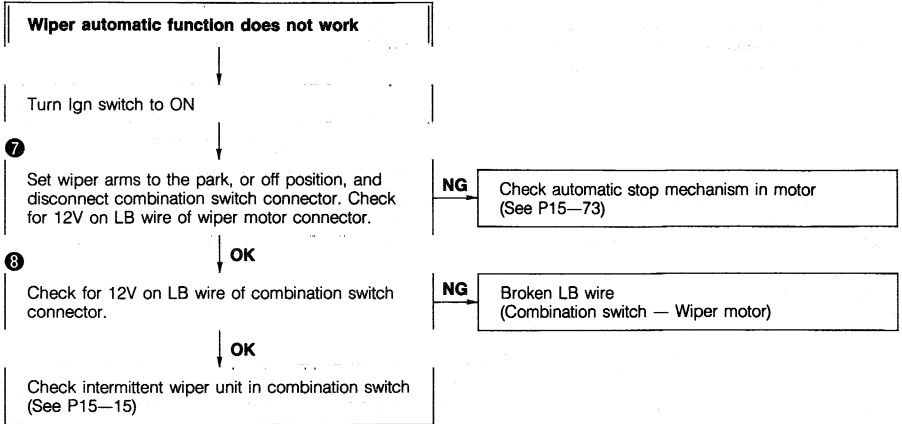 Wiper automatic function does not work
Turn Ign switch to ON
7
Set wiper arms to the park, or off position, and
disconnect combination switch connector. Check
for 12V on LB wire of wiper motor connector.
NG
Check automatic stop mechanism in motor
(See P15—73)
OK
8
Check for 12V on LB wire of combination switch
connector.
NG
Broken LB wire
(Combination switch — Wiper motor)
OK
Check intermittent wiper unit in combination switch
(See P15—15)